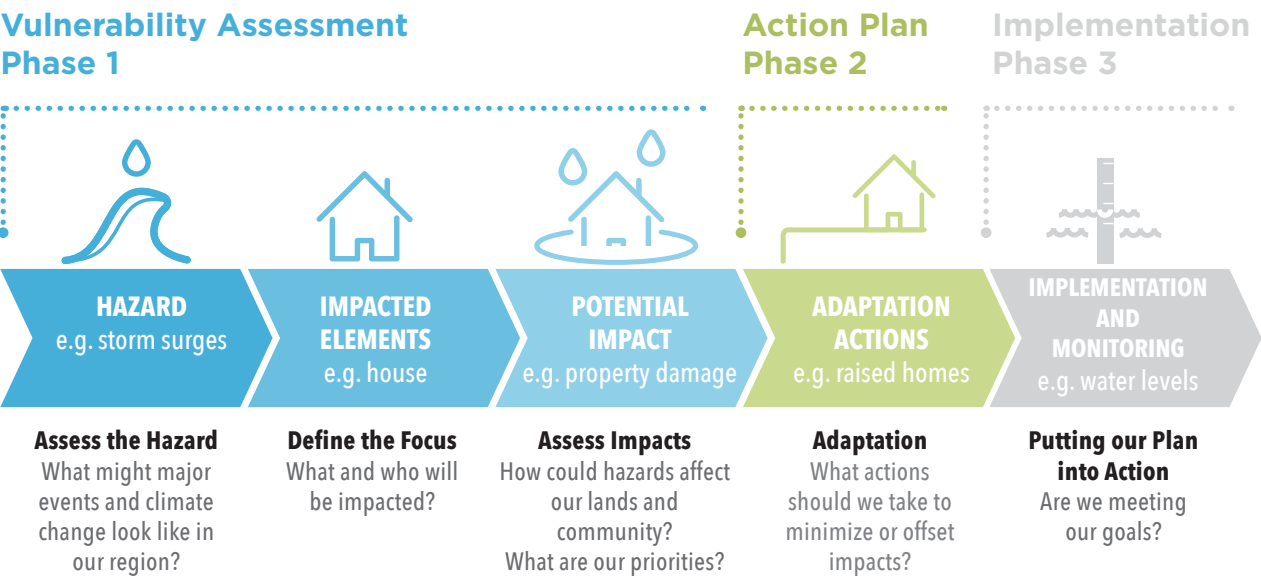 Vulnerability Assessment
Phase 1
Action Plan
Phase 2
Implementation
Phase 3
HAZARD
e.g. storm surges
IMPACTED
ELEMENTS
e.g. house
POTENTIAL
IMPACT
e.g. property damage
ADAPTATION
ACTIONS
e.g. raised homes
IMPLEMENTATION
AND
MONITORING
e.g. water levels
Assess the Hazard
What might major
events and climate
change look like in
our region?
Define the Focus
What and who will
be impacted?
Assess Impacts
How could hazards affect
our lands and
community?
What are our priorities?
Adaptation
What actions
should we take to
minimize or offset
impacts?
Putting our Plan
into Action
Are we meeting
our goals?